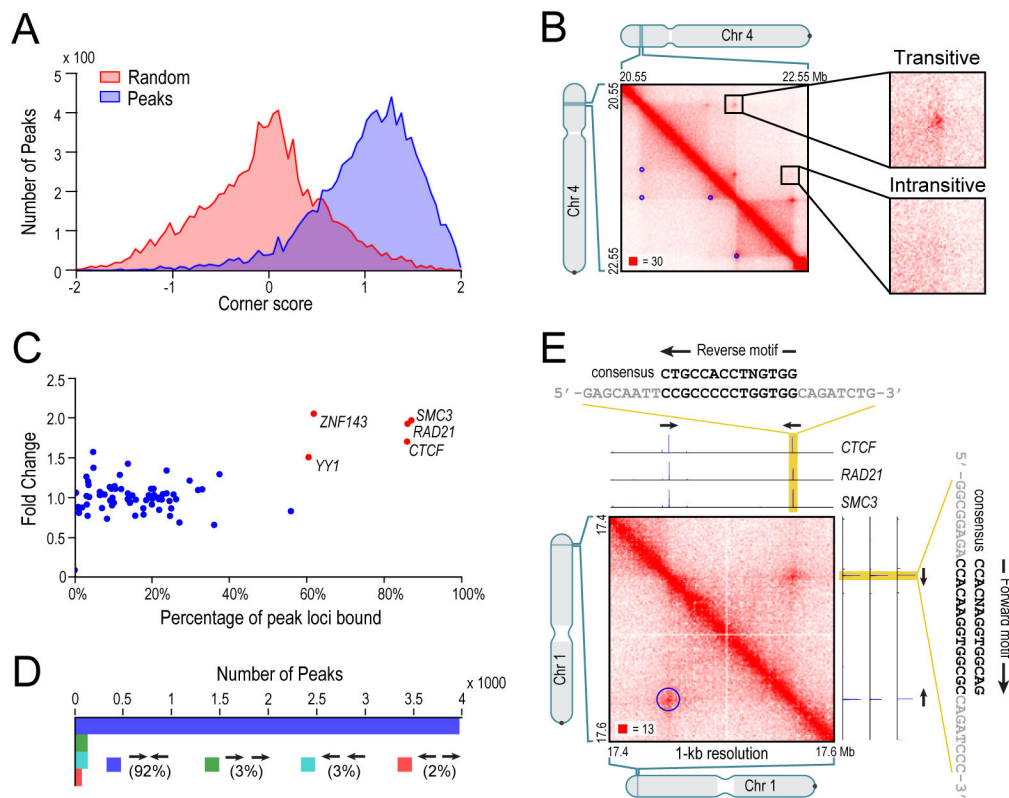 A
x 100
5
4
3
2
1
0
Number of Peaks
Random
Peaks
-2 -1 0 1 2
Corner score
B
Chr 4
20.55 22.55 Mb
20.55
Chr 4
22.55
= 30
Transitive
Intransitive
C
2.5
2.0
1.5
1.0
0.5
0
Fold Change
ZNF143
SMC3
RAD21
CTCF
YY1
0% 20% 40% 60% 80% 100%
Percentage of peak loci bound
D
Number of Peaks
0 0.5 1 1.5 2 2.5 3 3.5 4 x 1000
(92%) (3%) (3%) (2%)
E
Reverse motif
consensus CTGCCACCTNGTGG
5'-GAGCAATTCCGCCCCCTGGTGGCAGATCTG-3'
CTCF
RAD21
SMC3
17.4
Chr 1
17.6
= 13
17.4 1-kb resolution 17.6 Mb
Chr 1
5'-GGCGGAGACCACAAGGTGGCGCCAGATCCC-3'
consensus CCACNAGGTGGCAG
Forward motif